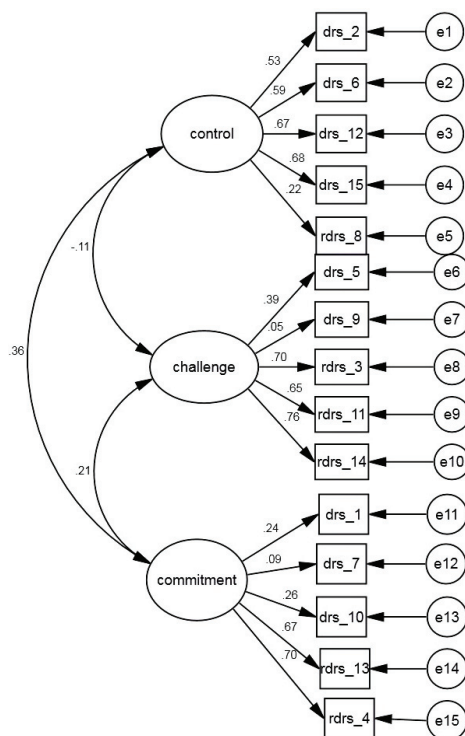 drs_2 e1
.53
drs_6 e2
.59
control .67 drs_12 e3
.68 drs_15 e4
.22
rdrs_8 e5
-.11 drs_5 e6
.39
drs_9 e7
.05
.36 challenge .70 rdrs_3 e8
.65 rdrs_11 e9
.76
rdrs_14 e10
.21
drs_1 e11
.24
.09 drs_7 e12
commitment .26 drs_10 e13
.67
rdrs_13 e14
.70
rdrs_4 e15